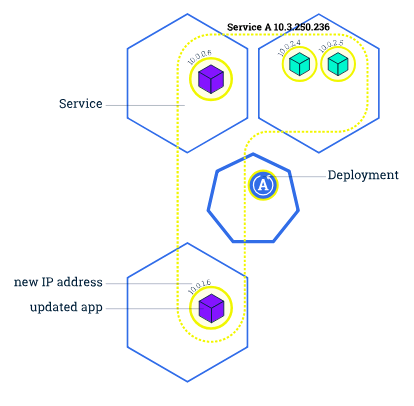 Service A 10.3.250.236
10.0.0.6
10.0.2.4
10.0.2.5
Service
A
Deployment
new IP address
10.0.1.6
updated app